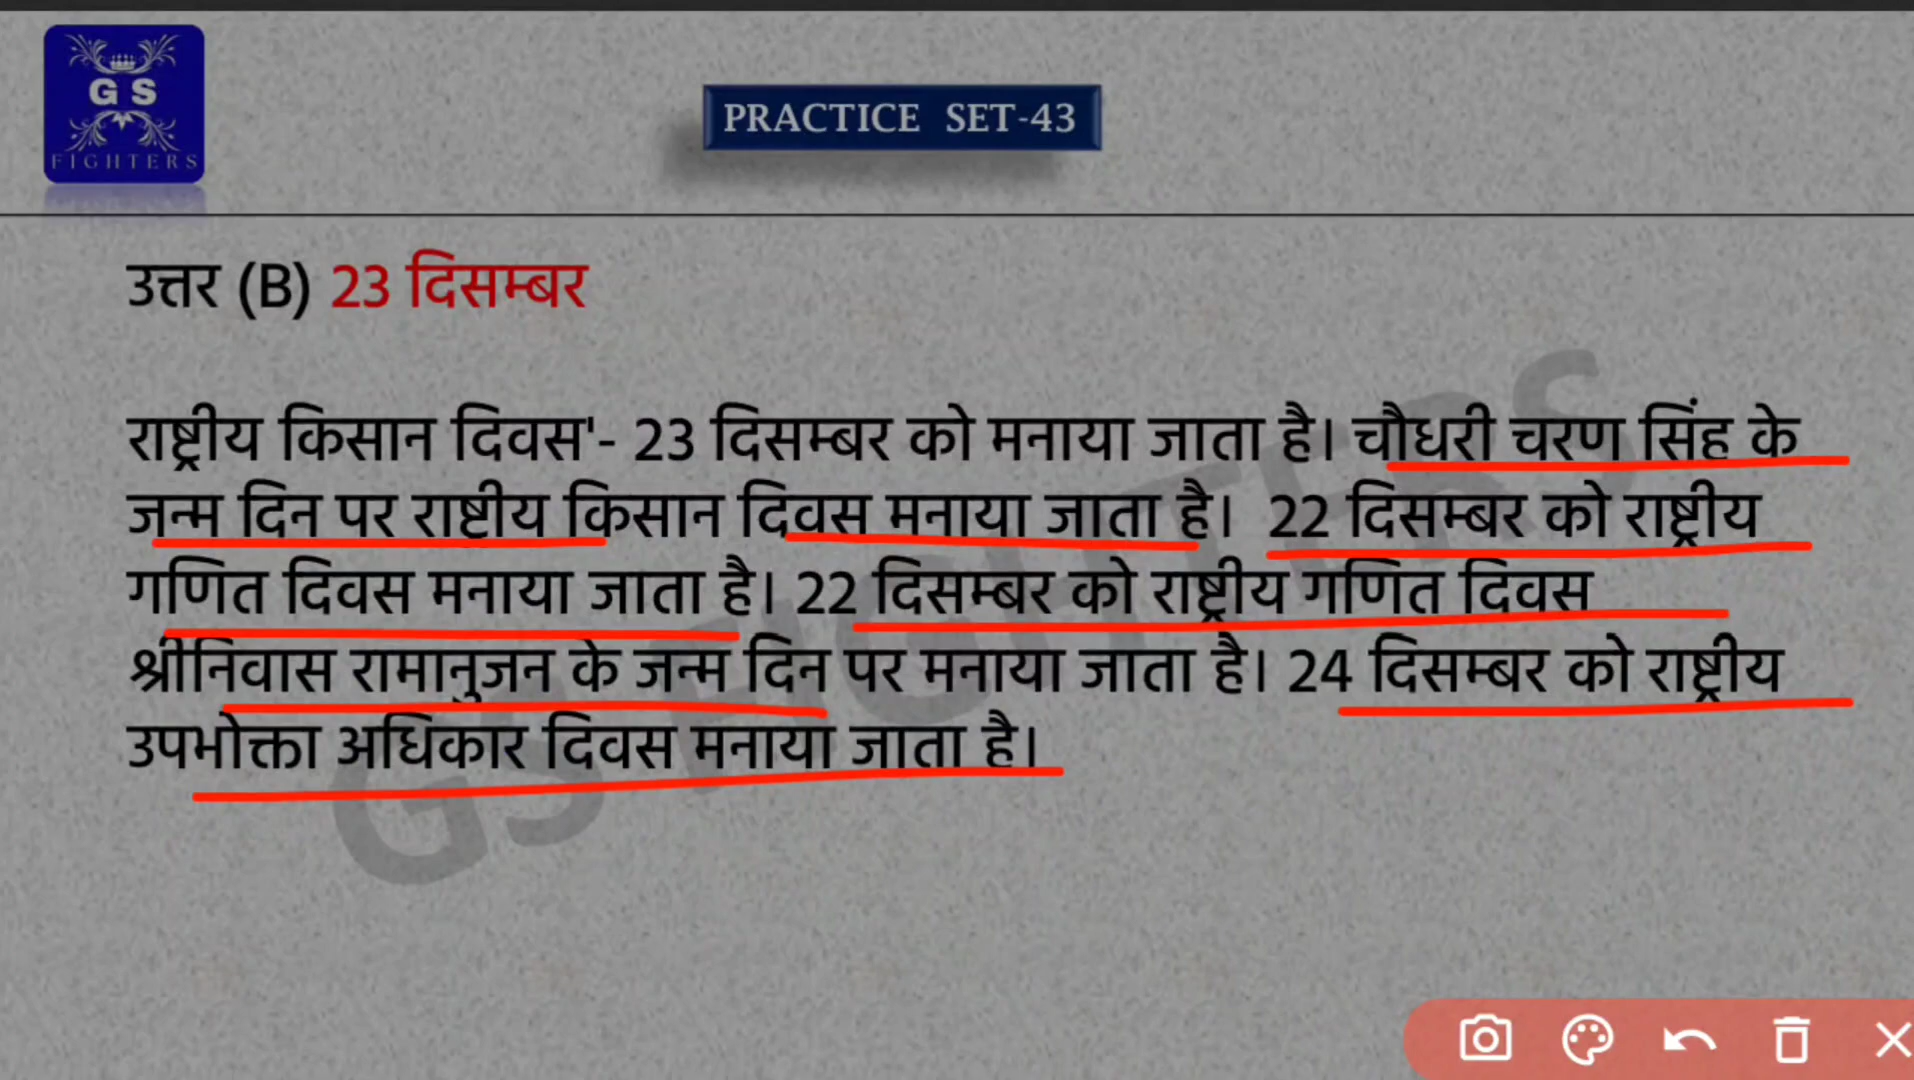 G S
FIGHTERS
PRACTICE SET-43
उत्तर (B) 23 दिसम्बर
राष्ट्रीय किसान दिवस'- 23 दिसम्बर को मनाया जाता है। चौधरी चरण सिंह के
जन्म दिन पर राष्ट्रीय किसान दिवस मनाया जाता है। 22 दिसम्बर को राष्ट्रीय
गणित दिवस मनाया जाता है। 22 दिसम्बर को राष्ट्रीय गणित दिवस
श्रीनिवास रामानुजन के जन्म दिन पर मनाया जाता है। 24 दिसम्बर को राष्ट्रीय
उपभोक्ता अधिकार दिवस मनाया जाता है।
GS FIGHTERS